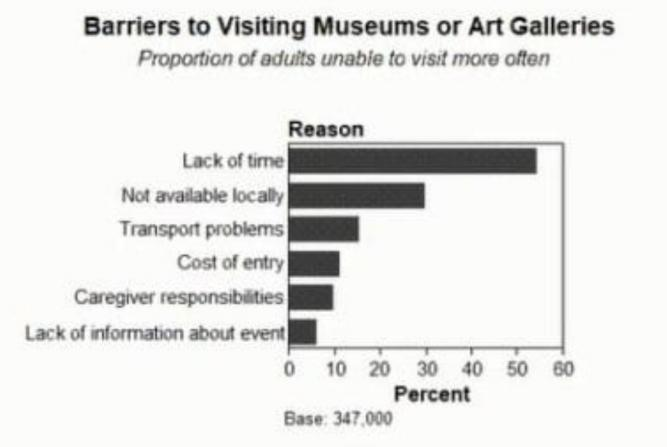 Barriers to Visiting Museums or Art Galleries
Proportion of adults unable to visit more often
Reason
Lack of time
Not available locally
Transport problems
Cost of entry
Caregiver responsibilities
Lack of information about event
0 10 20 30 40 50 60
Percent
Base: 347,000